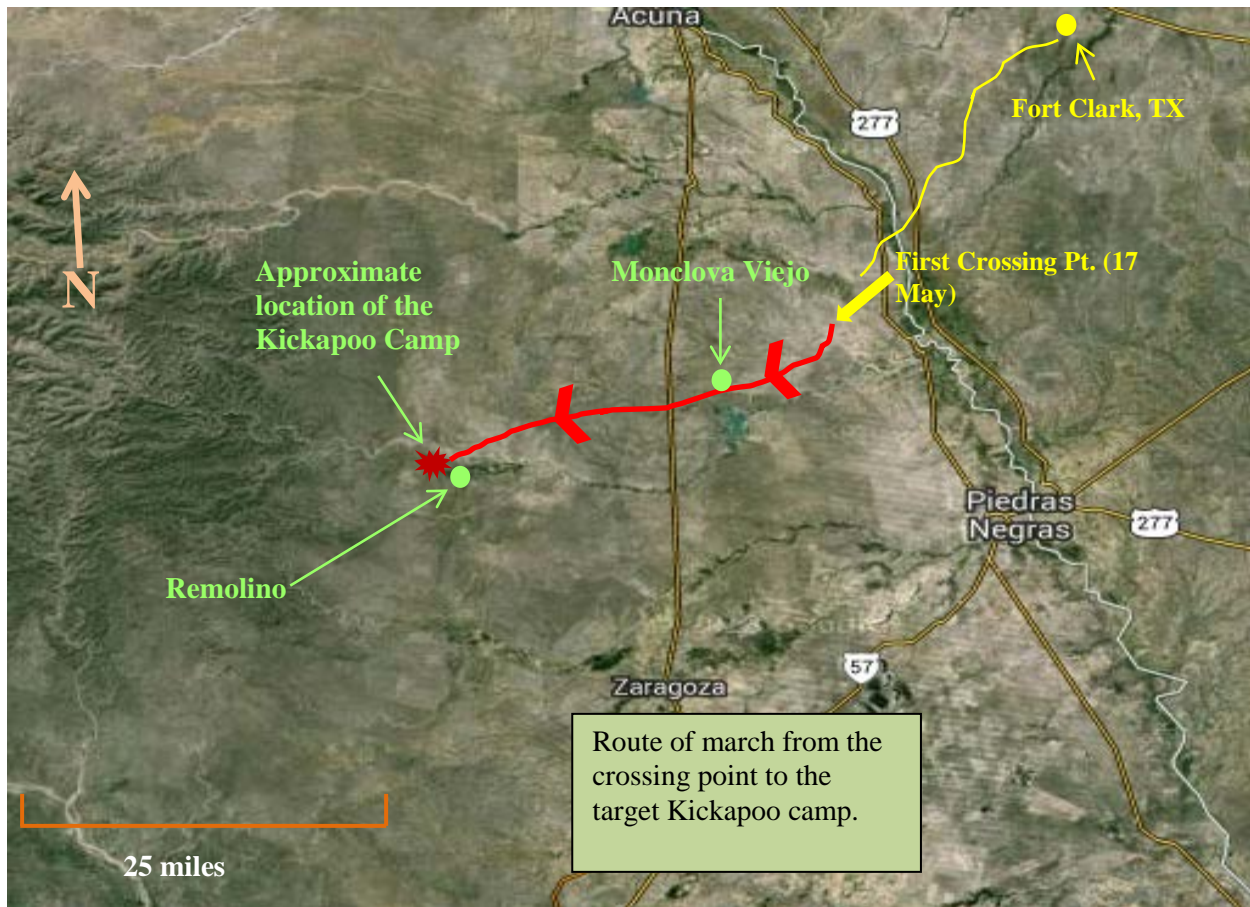 Acuna
277
Fort Clark, TX
First Crossing Pt. (17
May)
Monclova Viejo
Approximate
location of the
Kickapoo Camp
N
Piedras
Negras
277
Remolino
57
Zaragoza
Route of march from the
crossing point to the
target Kickapoo camp.
25 miles